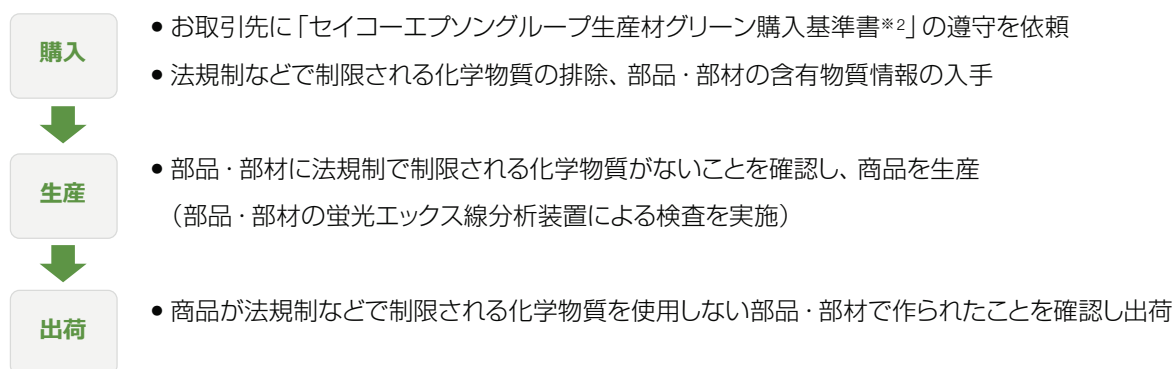 購入
● お取引先に「セイコーエプソングループ生産材グリーン購入基準書※2」の遵守を依頼
● 法規制などで制限される化学物質の排除、部品・部材の含有物質情報の入手
生産
● 部品・部材に法規制で制限される化学物質がないことを確認し、商品を生産
（部品・部材の蛍光エックス線分析装置による検査を実施）
出荷
● 商品が法規制などで制限される化学物質を使用しない部品・部材で作られたことを確認し出荷